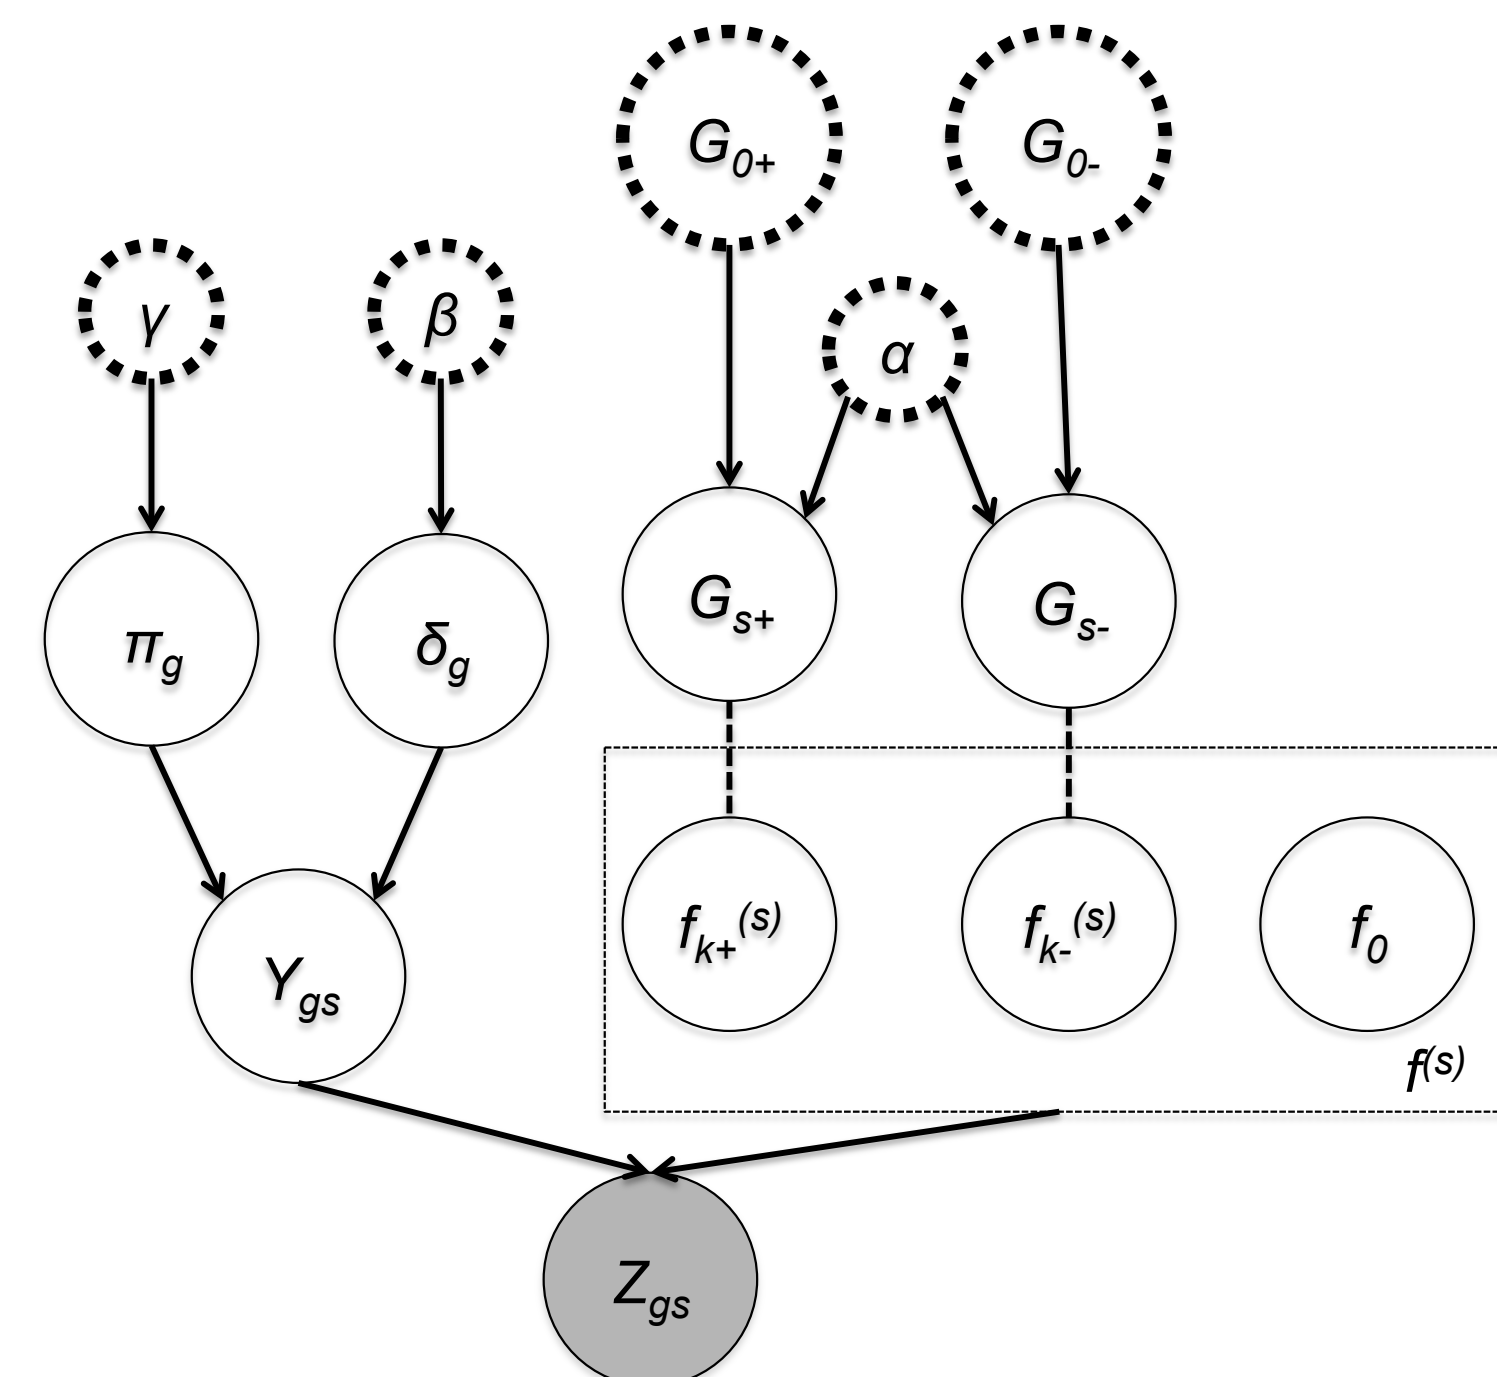 G0+ G0-
γ β α
πg δg Gs+ Gs-
fk+(s) fk-(s) f0
Ygs
f(s)
Zgs